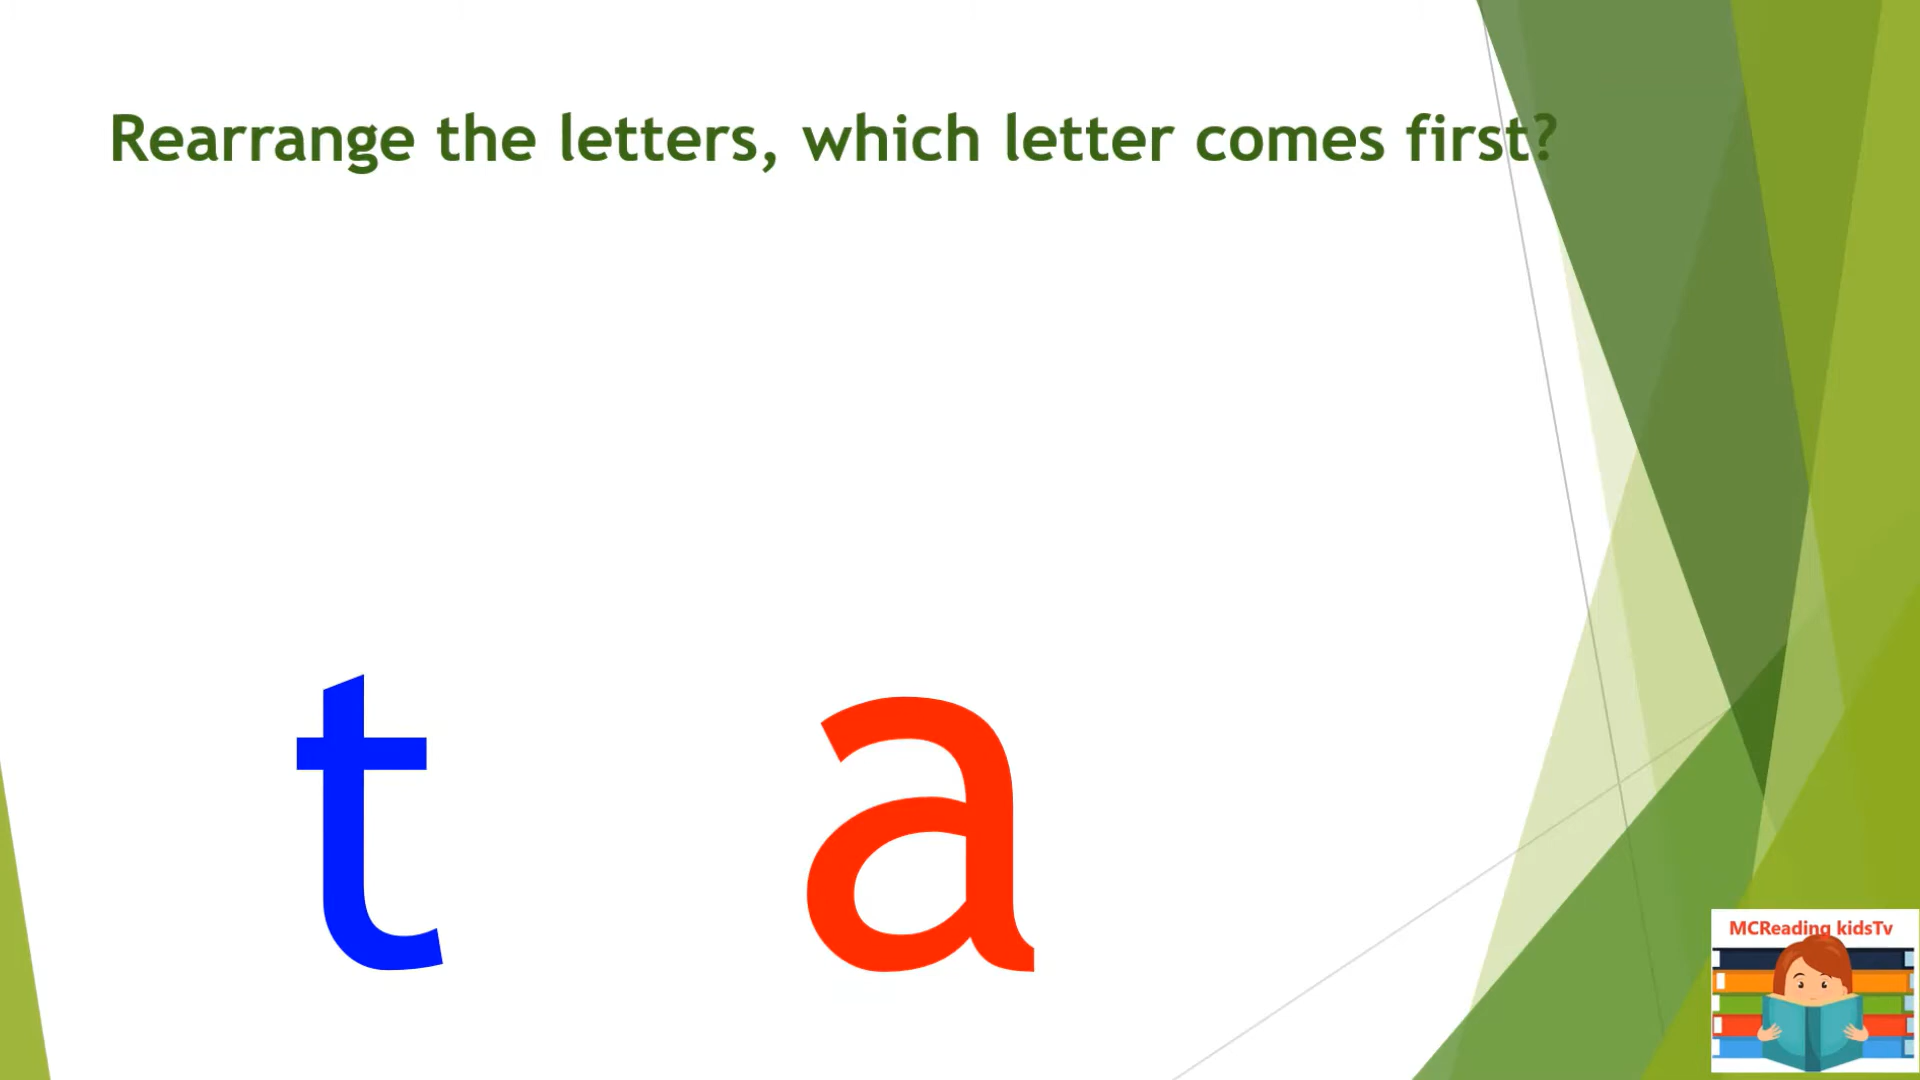 Rearrange the letters, which letter comes first?
t a
MCReading kidsTv